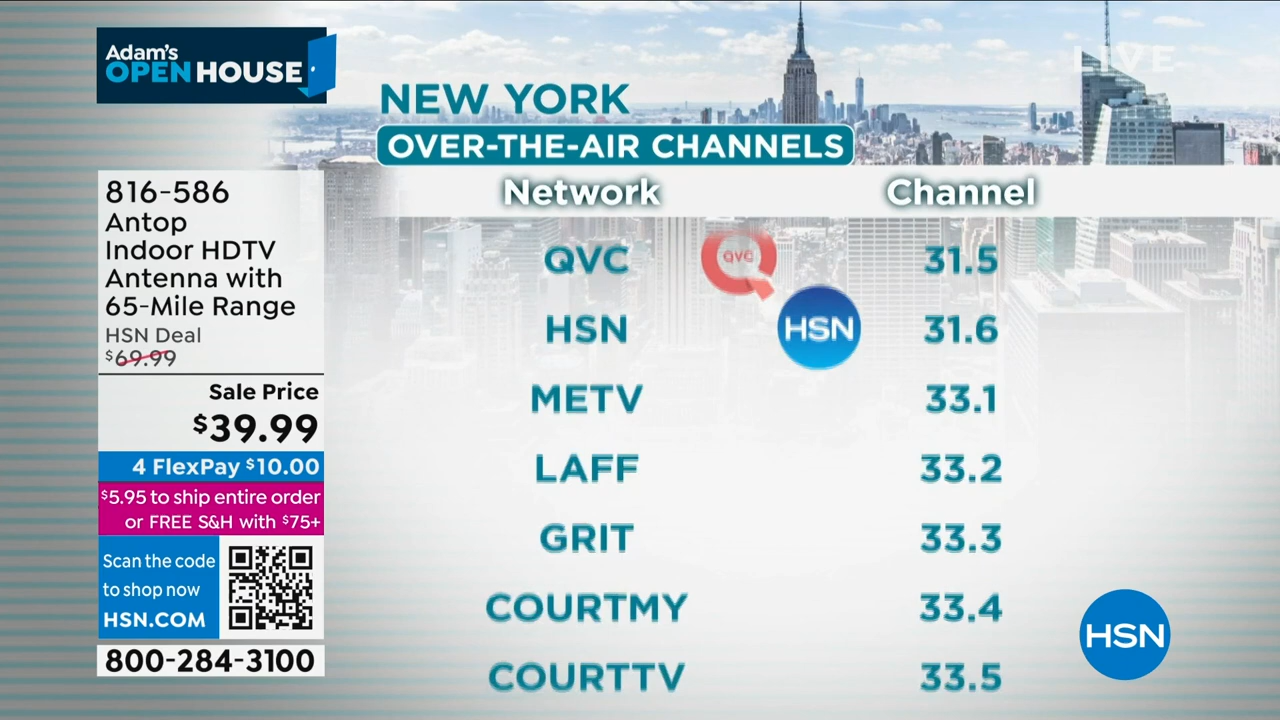 Adam's
OPEN HOUSE
LIVE
NEW YORK
OVER-THE-AIR CHANNELS
Network Channel
QVC QVC 31.5
HSN HSN 31.6
METV 33.1
LAFF 33.2
GRIT 33.3
COURTMY 33.4
COURTTV 33.5
816-586
Antop
Indoor HDTV
Antenna with
65-Mile Range
HSN Deal
$69.99
Sale Price
$39.99
4 FlexPay $10.00
$5.95 to ship entire order
or FREE S&H with $75+
Scan the code
to shop now
HSN.COM
800-284-3100
HSN